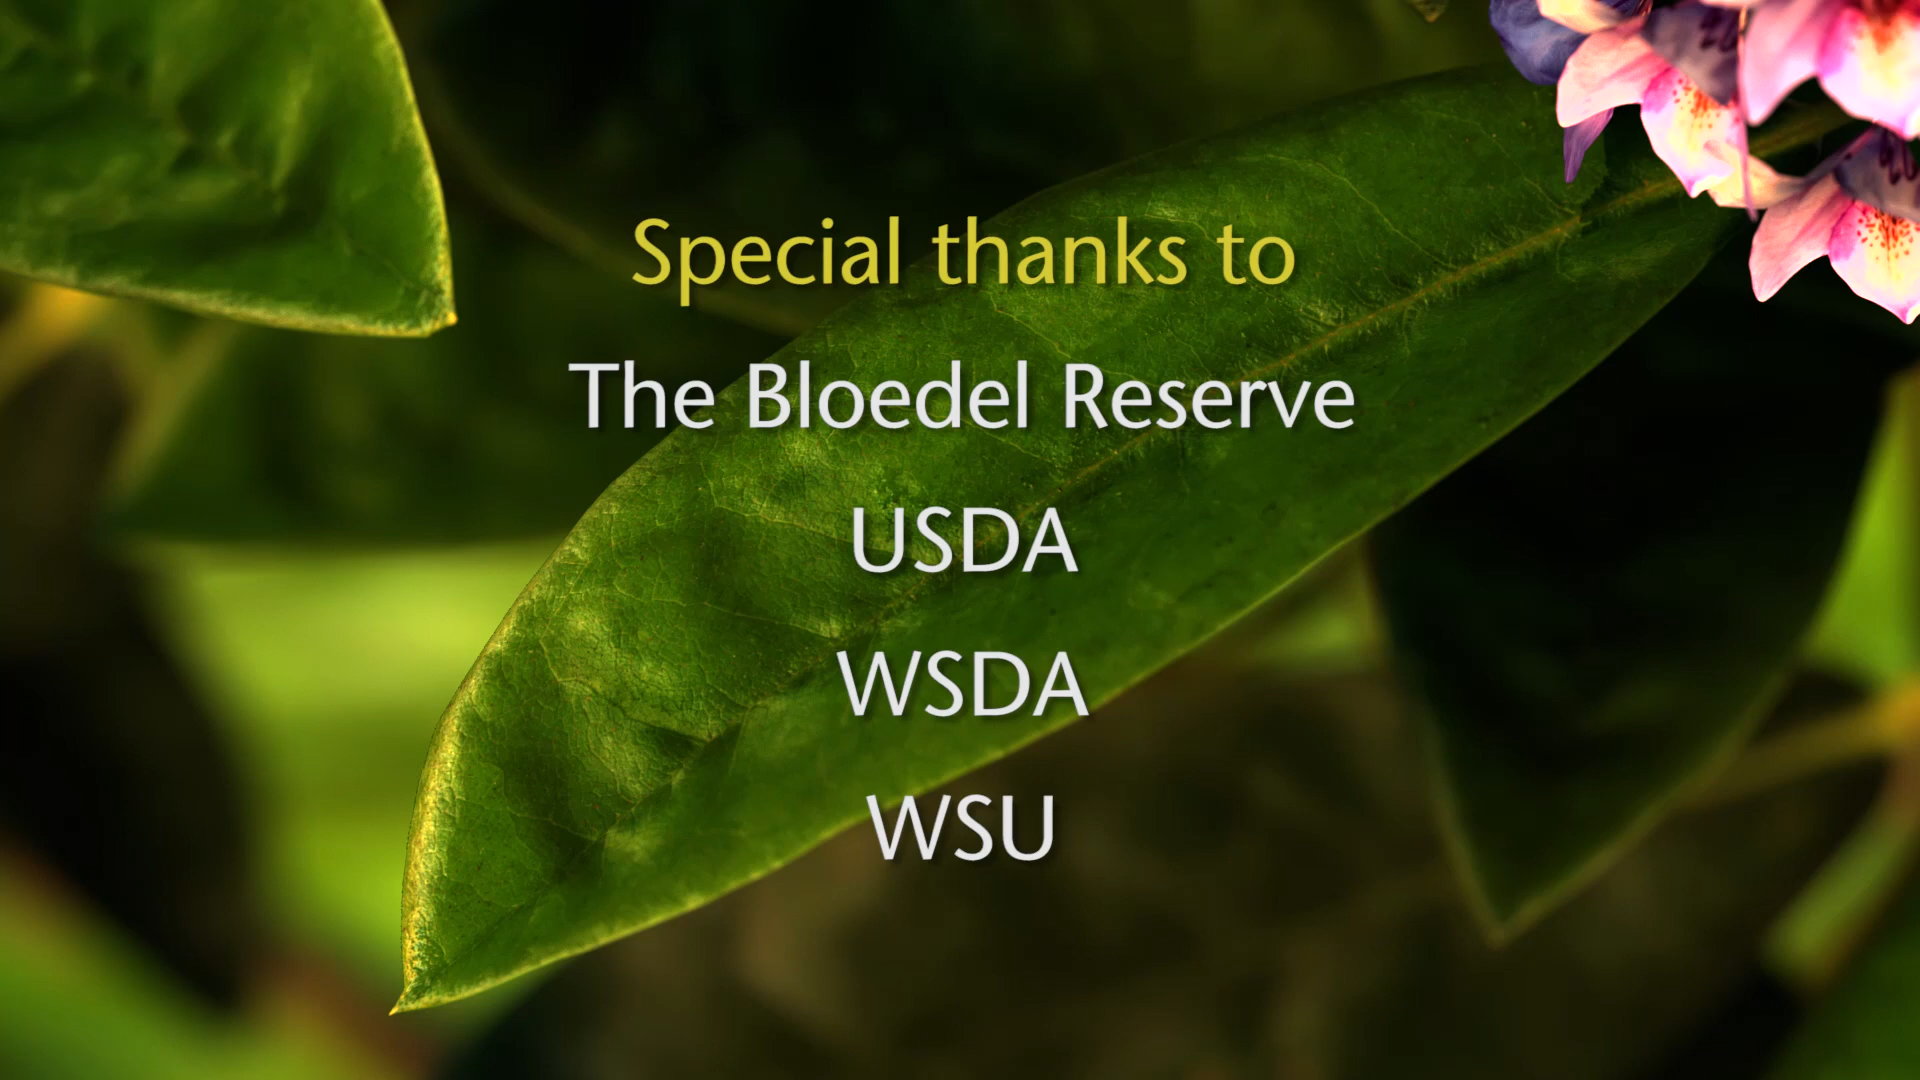 Special thanks to
The Bloedel Reserve
USDA
WSDA
WSU